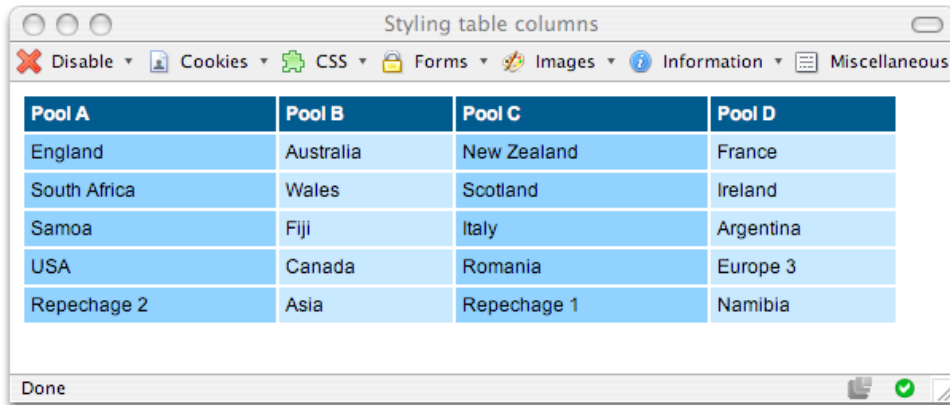 Styling table columns
Disable Cookies CSS Forms Images Information Miscellaneous
Pool A Pool B Pool C Pool D
England Australia New Zealand France
South Africa Wales Scotland Ireland
Samoa Fiji Italy Argentina
USA Canada Romania Europe 3
Repechage 2 Asia Repechage 1 Namibia
Done